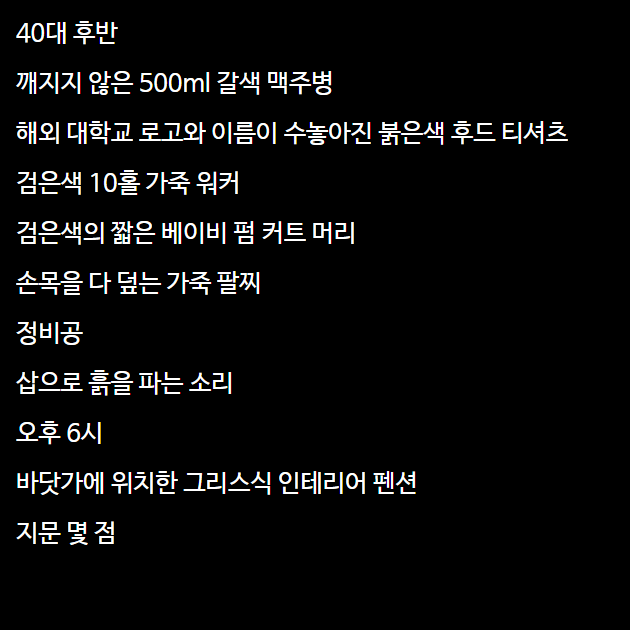 40대 후반
깨지지 않은 500ml 갈색 맥주병
해외 대학교 로고와 이름이 수놓아진 붉은색 후드 티셔츠
검은색 10홀 가죽 워커
검은색의 짧은 베이비 펌 커트 머리
손목을 다 덮는 가죽 팔찌
정비공
삽으로 흙을 파는 소리
오후 6시
바닷가에 위치한 그리스식 인테리어 펜션
지문 몇 점